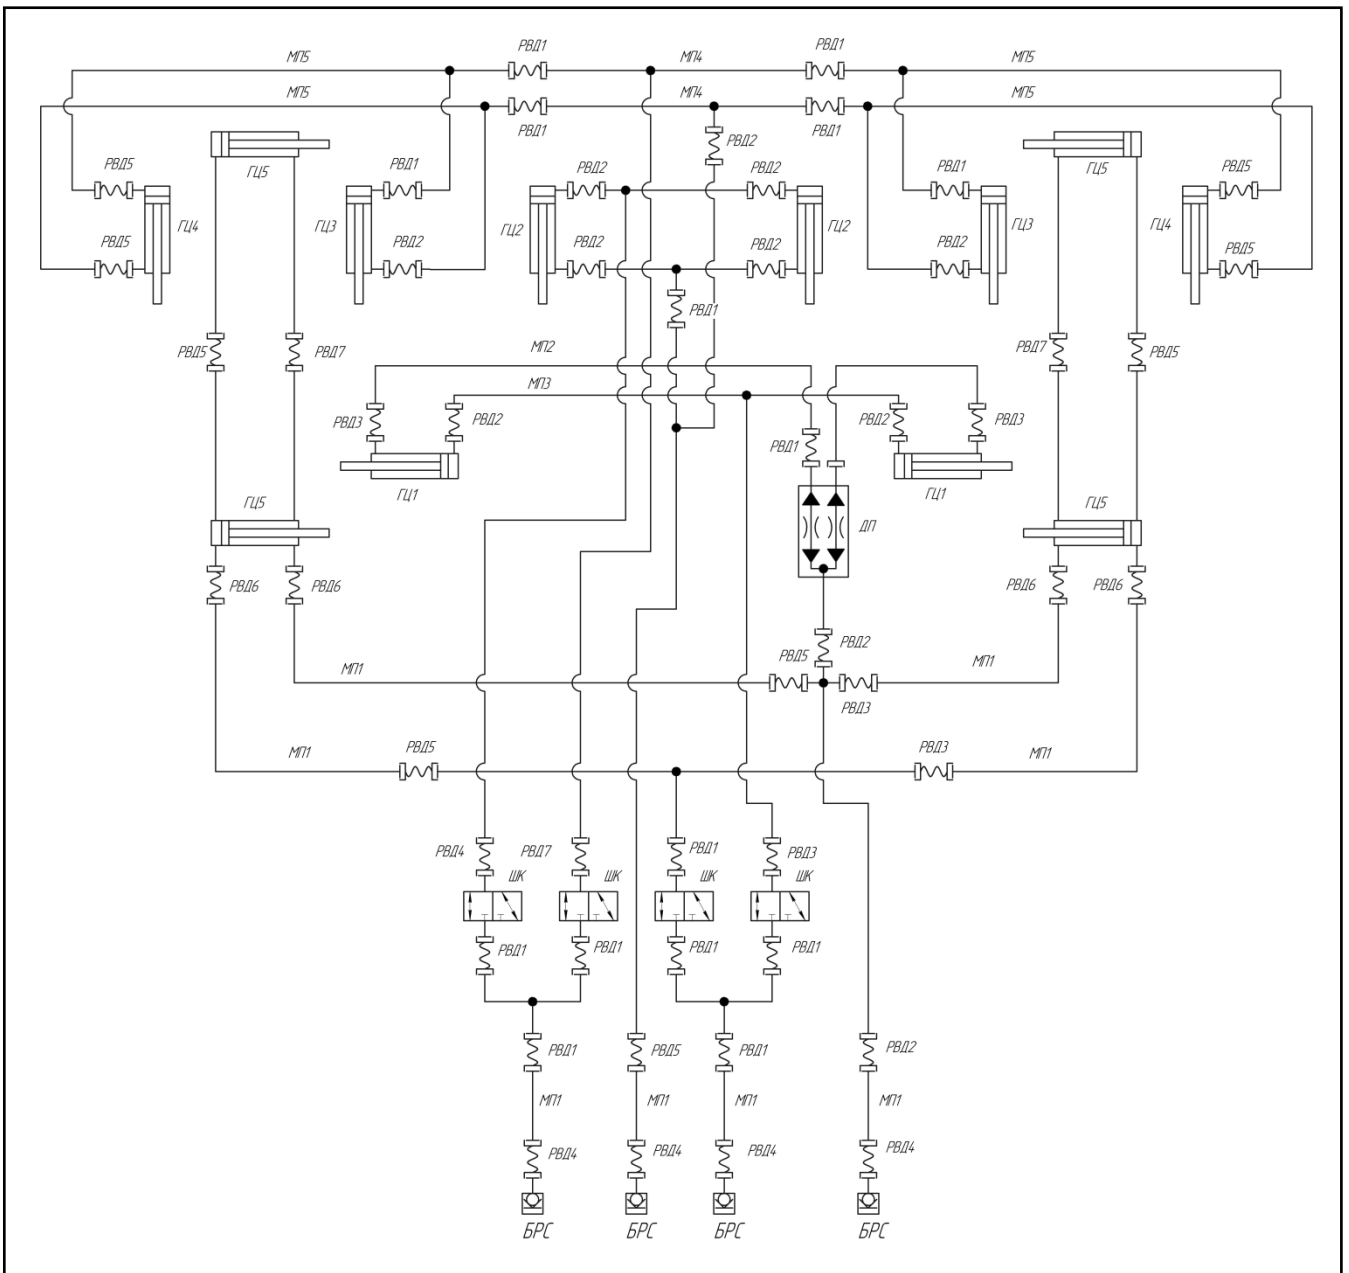 РВД1 РВД1
МП5 МП4 МП5
МП5 МП4 МП5
РВД1 РВД1
РВД2
РВД5 ГЦ5 РВД1 РВД2 РВД2 РВД1 ГЦ5 РВД5
ГЦ4 ГЦ3 ГЦ2 ГЦ2 ГЦ3 ГЦ4
РВД5 РВД2 РВД2 РВД2 РВД2 РВД5
РВД1
РВД5 РВД7 МП2 РВД7 РВД5
МП3
РВД3 РВД2 РВД2 РВД3
РВД1
ГЦ1 ГЦ1
ГЦ5 ГЦ5
ДП
РВД6 РВД6 РВД6 РВД6
РВД2
МП1 РВД5 МП1
РВД3
МП1 РВД5 РВД3 МП1
РВД4 РВД7 РВД1 РВД3
ШК ШК ШК ШК
РВД1 РВД1 РВД1 РВД1
РВД1 РВД5 РВД1 РВД2
МП1 МП1 МП1 МП1
РВД4 РВД4 РВД4 РВД4
БРС БРС БРС БРС